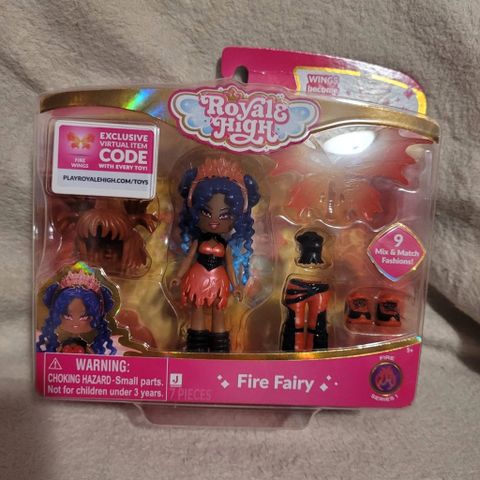 WINGS
become
Royale
High
EXCLUSIVE
VIRTUAL ITEM
CODE
WITH EVERY TOY!
FIRE
WINGS
PLAYROYALEHIGH.COM/TOYS
9
Mix & Match
Fashions!
WARNING:
CHOKING HAZARD-Small parts.
Not for children under 3 years.
J
7 PIECES
Fire Fairy
5+
FIRE
SERIES 1